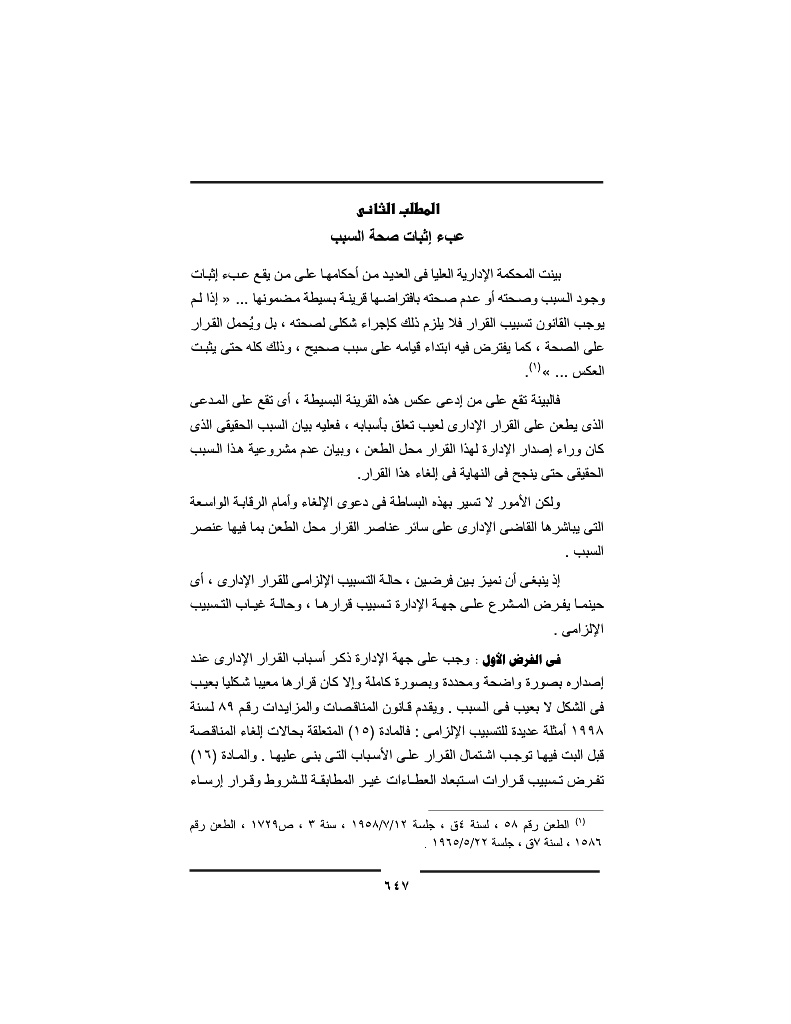 المطلب الثانى
عبء إثبات صحة السبب
بينت المحكمة الإدارية العليا فى العديد من أحكامها على من يقع عبء إثبات
وجود السبب وصحته أو عدم صحته بافتراضها قرينة بسيطة مضمونها ... « إذا لم
يوجب القانون تسبيب القرار فلا يلزم ذلك كإجراء شكلى لصحته ، بل ويُحمل القرار
على الصحة ، كما يفترض فيه ابتداء قيامه على سبب صحيح ، وذلك كله حتى يثبت
العكس ... »(١).
فالبينة تقع على من إدعى عكس هذه القرينة البسيطة ، أى تقع على المدعى
الذى يطعن على القرار الإدارى لعيب تعلق بأسبابه ، فعليه بيان السبب الحقيقى الذى
كان وراء إصدار الإدارة لهذا القرار محل الطعن ، وبيان عدم مشروعية هذا السبب
الحقيقى حتى ينجح فى النهاية فى إلغاء هذا القرار.
ولكن الأمور لا تسير بهذه البساطة فى دعوى الإلغاء وأمام الرقابة الواسعة
التى يباشرها القاضى الإدارى على سائر عناصر القرار محل الطعن بما فيها عنصر
السبب .
إذ ينبغى أن نميز بين فرضين ، حالة التسبيب الإلزامى للقرار الإدارى ، أى
حينما يفرض المشرع على جهة الإدارة تسبيب قرارها ، وحالة غياب التسبيب
الإلزامى .
فى الفرض الأول : وجب على جهة الإدارة ذكر أسباب القرار الإدارى عند
إصداره بصورة واضحة ومحددة وبصورة كاملة وإلا كان قرارها معيبا شكليا بعيب
فى الشكل لا بعيب فى السبب . ويقدم قانون المناقصات والمزايدات رقم ٨٩ لسنة
١٩٩٨ أمثلة عديدة للتسبيب الإلزامى : فالمادة (١٥) المتعلقة بحالات إلغاء المناقصة
قبل البت فيها توجب اشتمال القرار على الأسباب التى بنى عليها . والمادة (١٦)
تفرض تسبيب قرارات استبعاد العطاءات غير المطابقة للشروط وقرار إرساء
(١) الطعن رقم ٥٨ ، لسنة ٤ق ، جلسة ١٩٥٨/٧/١٢ ، سنة ٣ ، ص١٧٢٩ ، الطعن رقم
١٥٨٦ ، لسنة ٧ق ، جلسة ١٩٦٥/٥/٢٢ .
٦٤٧